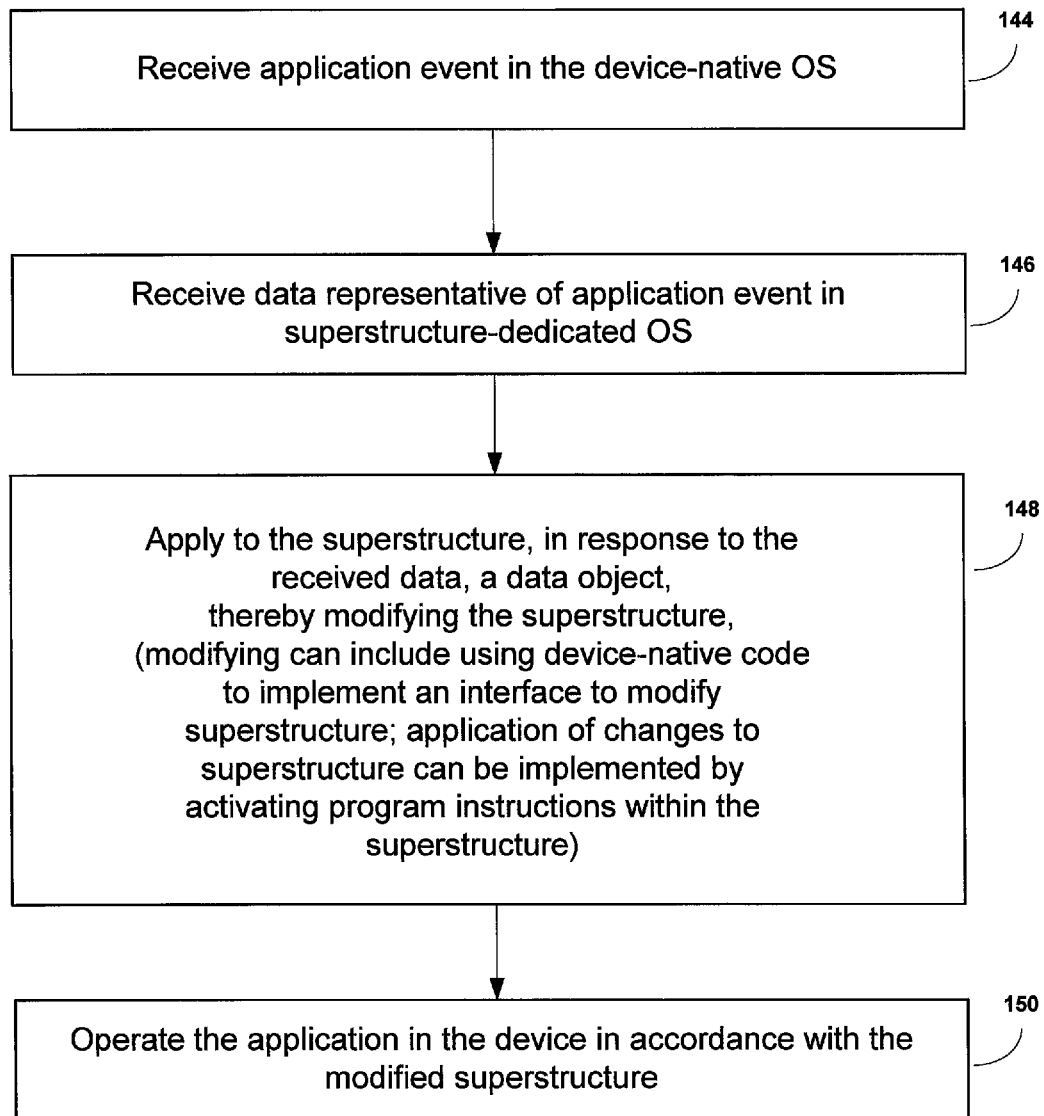 144
Receive application event in the device-native OS
146
Receive data representative of application event in
superstructure-dedicated OS
148
Apply to the superstructure, in response to the
received data, a data object,
thereby modifying the superstructure,
(modifying can include using device-native code
to implement an interface to modify
superstructure; application of changes to
superstructure can be implemented by
activating program instructions within the
superstructure)
150
Operate the application in the device in accordance with the
modified superstructure